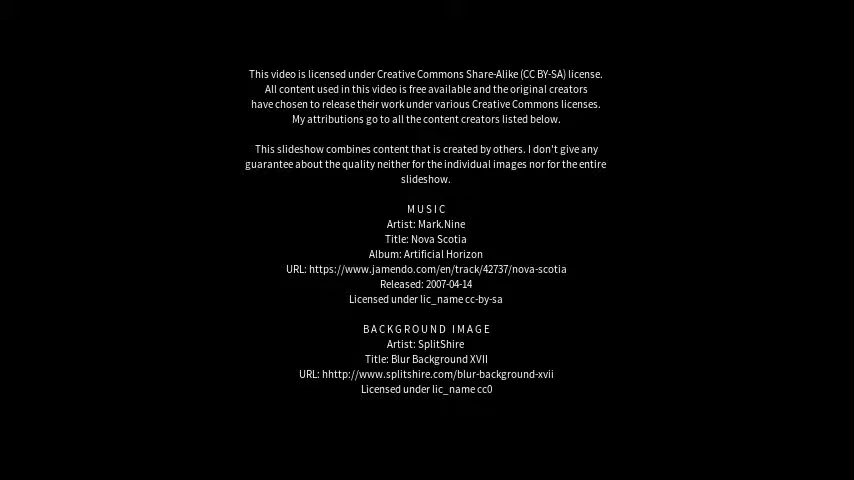 This video is licensed under Creative Commons Share-Alike (CC BY-SA) license.
All content used in this video is free available and the original creators
have chosen to release their work under various Creative Commons licenses.
My attributions go to all the content creators listed below.
This slideshow combines content that is created by others. I don't give any
guarantee about the quality neither for the individual images nor for the entire
slideshow.
MUSIC
Artist: Mark.Nine
Title: Nova Scotia
Album: Artificial Horizon
URL: https://www.jamendo.com/en/track/42737/nova-scotia
Released: 2007-04-14
Licensed under lic_name cc-by-sa
BACKGROUND IMAGE
Artist: SplitShire
Title: Blur Background XVII
URL: hhttp://www.splitshire.com/blur-background-xvii
Licensed under lic_name cc0